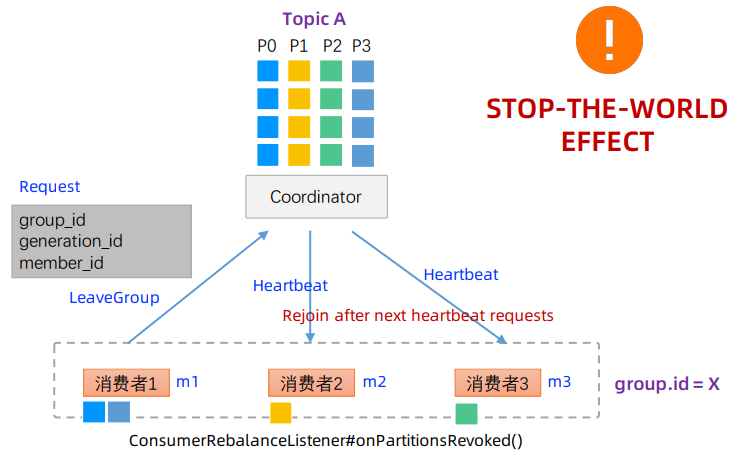 Topic A
P0 P1 P2 P3
!
STOP-THE-WORLD
EFFECT
Request
group_id
generation_id
member_id
Coordinator
LeaveGroup
Heartbeat
Heartbeat
Rejoin after next heartbeat requests
消费者1 m1
消费者2 m2
消费者3 m3
group.id = X
ConsumerRebalanceListener#onPartitionsRevoked()